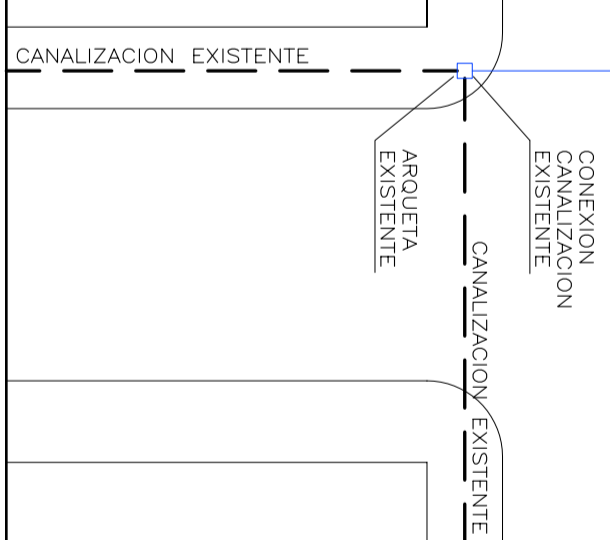 CANALIZACION EXISTENTE
CONEXION
CANALIZACION
EXISTENTE
ARQUETA
EXISTENTE
CANALIZACION EXISTENTE